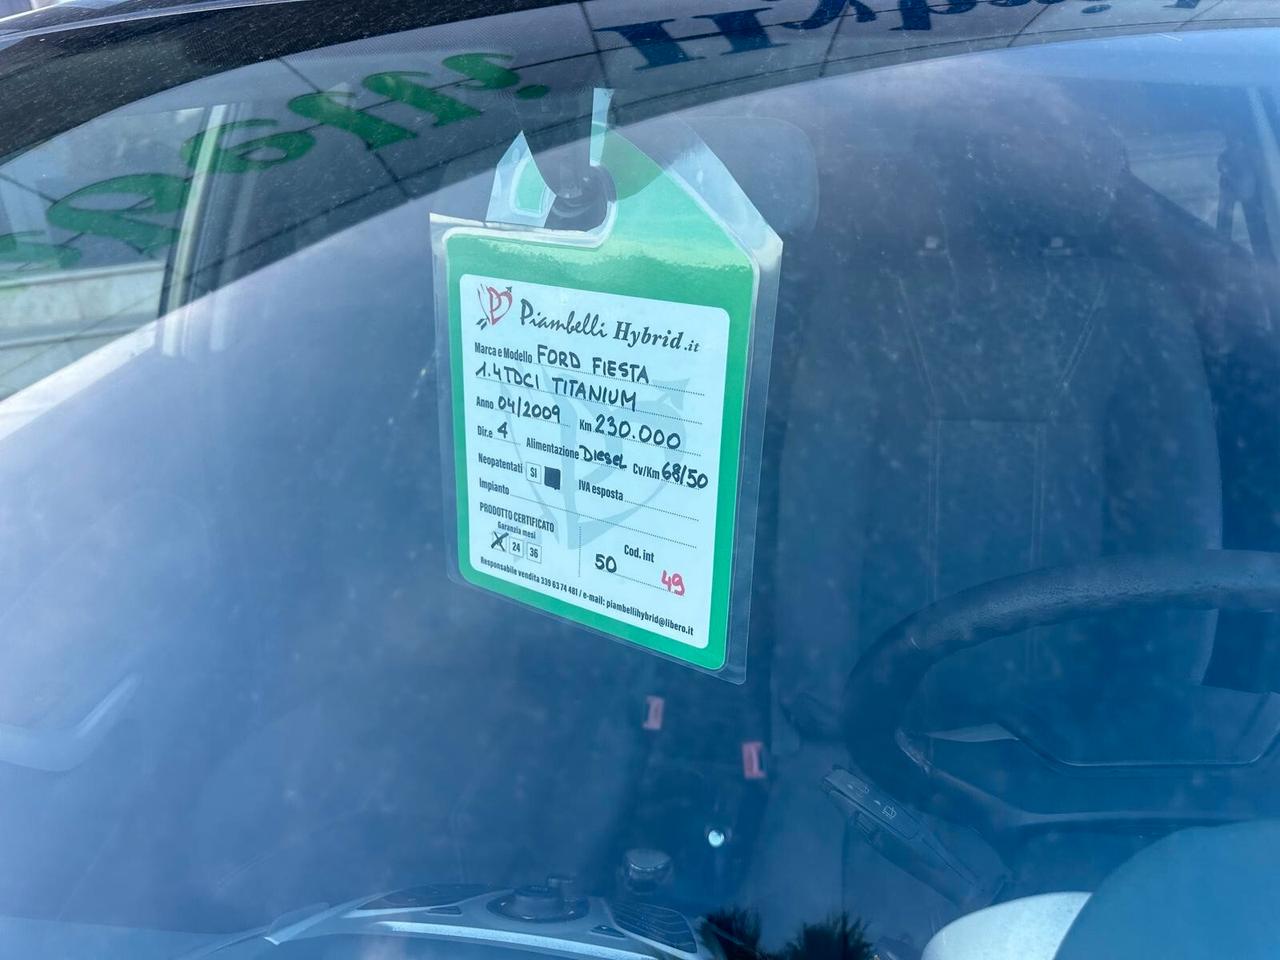 Piambelli Hybrid.it
Marca e Modello FORD FIESTA
1.4TDCI TITANIUM
Anno 04/2009 Km 230.000
Dir.e 4 Alimentazione DIESEL Cv/Km 68/50
Neopatentati SI IVA esposta
Impianto
PRODOTTO CERTIFICATO
Garanzia mesi
24 36
50 Cod. int 49
Responsabile vendita 339 63 74 481 / e-mail: piambellihybrid@libero.it